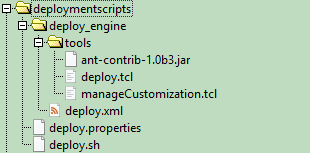 deploymentscripts
deploy_engine
tools
ant-contrib-1.0b3.jar
deploy.tcl
manageCustomization.tcl
deploy.xml
deploy.properties
deploy.sh